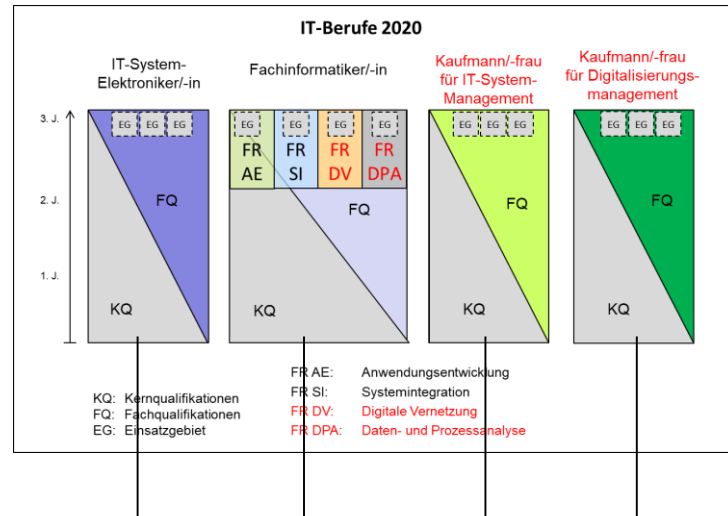 IT-Berufe 2020
IT-System-
Elektroniker/-in
Fachinformatiker/-in
Kaufmann/-frau
für IT-System-
Management
Kaufmann/-frau
für Digitalisierungs-
management
3. J.
2. J.
1. J.
EG EG EG
FQ
KQ
EG EG EG EG
FR FR FR FR
AE SI DV DPA
FQ
KQ
EG EG EG
FQ
KQ
EG EG EG
FQ
KQ
KQ: Kernqualifikationen
FQ: Fachqualifikationen
EG: Einsatzgebiet
FR AE: Anwendungsentwicklung
FR SI: Systemintegration
FR DV: Digitale Vernetzung
FR DPA: Daten- und Prozessanalyse